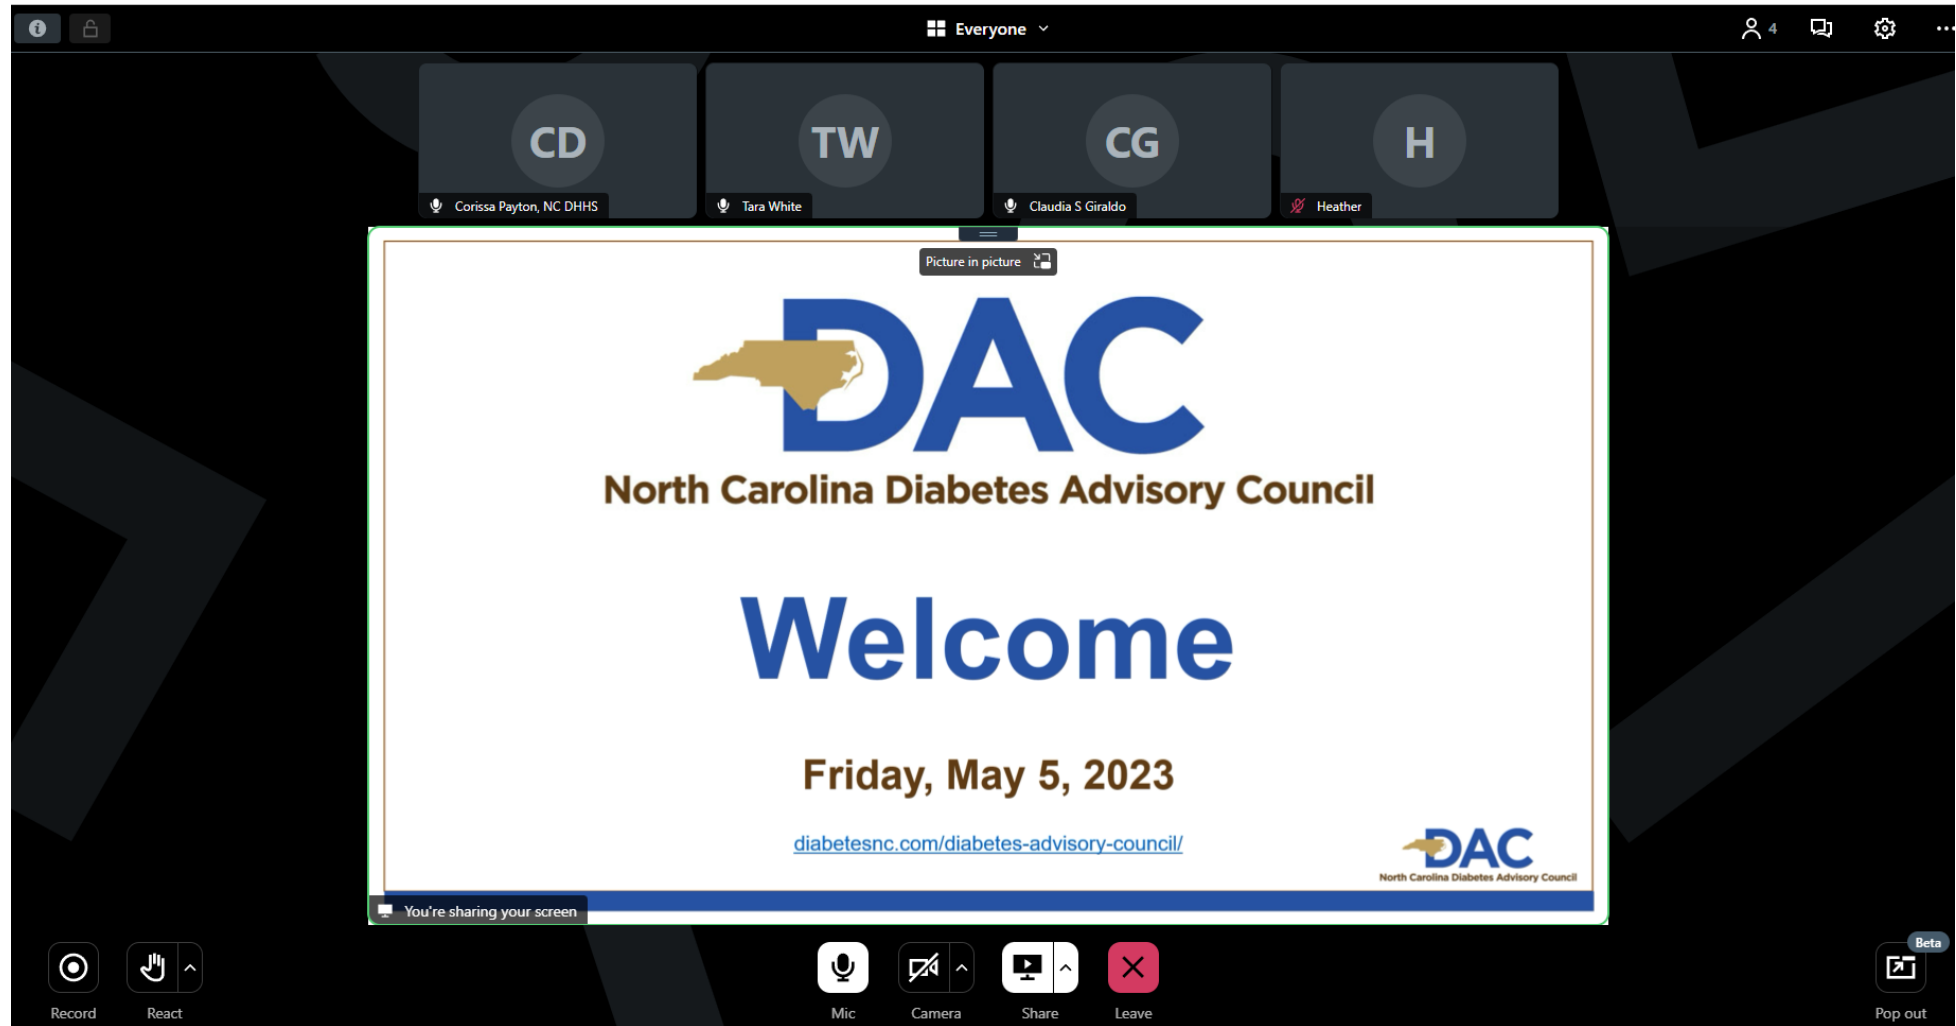 Everyone
4
CD
TW
CG
H
Corissa Payton, NC DHHS
Tara White
Claudia S Giraldo
Heather
Picture in picture
DAC
North Carolina Diabetes Advisory Council
Welcome
Friday, May 5, 2023
diabetesnc.com/diabetes-advisory-council/
DAC
North Carolina Diabetes Advisory Council
You're sharing your screen
Record
React
Mic
Camera
Share
Leave
Beta
Pop out